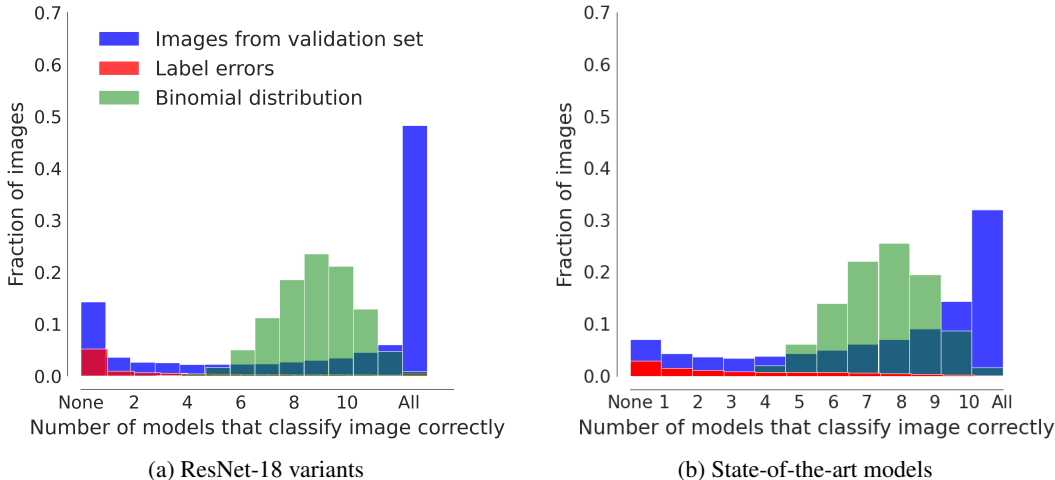 0.7
0.6
0.5
0.4
0.3
0.2
0.1
0.0
Fraction of images
Images from validation set
Label errors
Binomial distribution
None 2 4 6 8 10 All
Number of models that classify image correctly
(a) ResNet-18 variants
0.7
0.6
0.5
0.4
0.3
0.2
0.1
0.0
Fraction of images
None 1 2 3 4 5 6 7 8 9 10 All
Number of models that classify image correctly
(b) State-of-the-art models